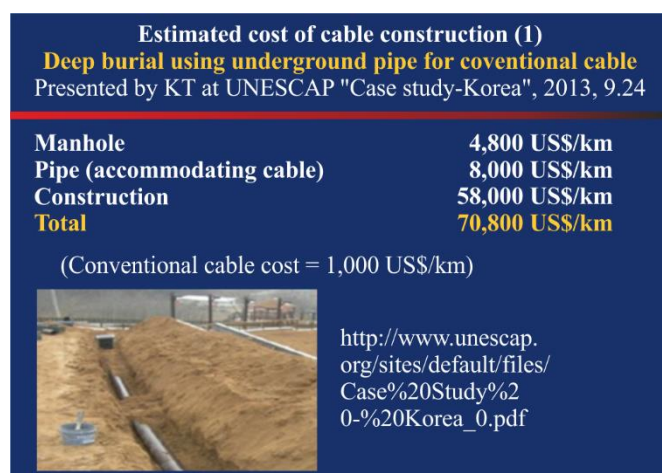 Estimated cost of cable construction (1)
Deep burial using underground pipe for coventional cable
Presented by KT at UNESCAP "Case study-Korea", 2013, 9.24
Manhole 4,800 US$/km
Pipe (accommodating cable) 8,000 US$/km
Construction 58,000 US$/km
Total 70,800 US$/km
(Conventional cable cost = 1,000 US$/km)
http://www.unescap.
org/sites/default/files/
Case%20Study%2
0-%20Korea_0.pdf